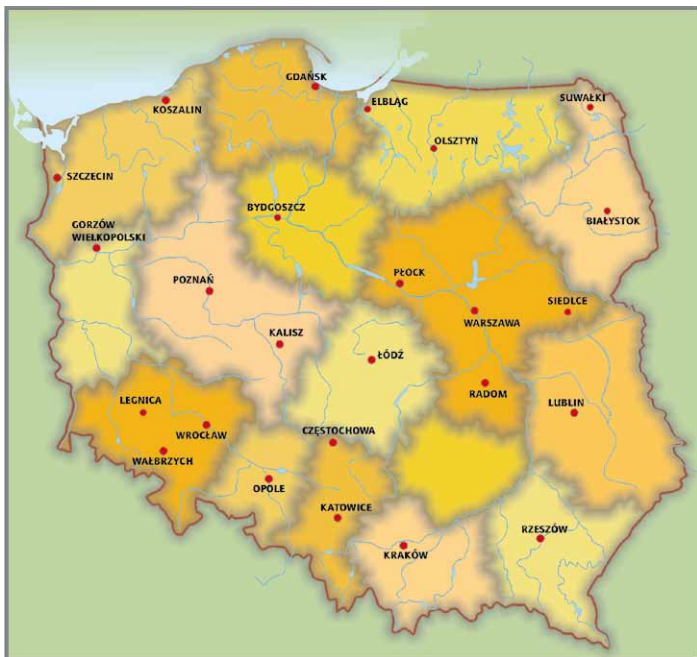 GDAŃSK
KOSZALIN
ELBLĄG
SUWAŁKI
OLSZTYN
SZCZECIN
BYDGOSZCZ
BIAŁYSTOK
GORZÓW
WIELKOPOLSKI
POZNAŃ
PŁOCK
SIEDLCE
WARSZAWA
KALISZ
ŁÓDŹ
RADOM
LEGNICA
LUBLIN
WROCŁAW
CZĘSTOCHOWA
WAŁBRZYCH
OPOLE
KATOWICE
RZESZÓW
KRAKÓW